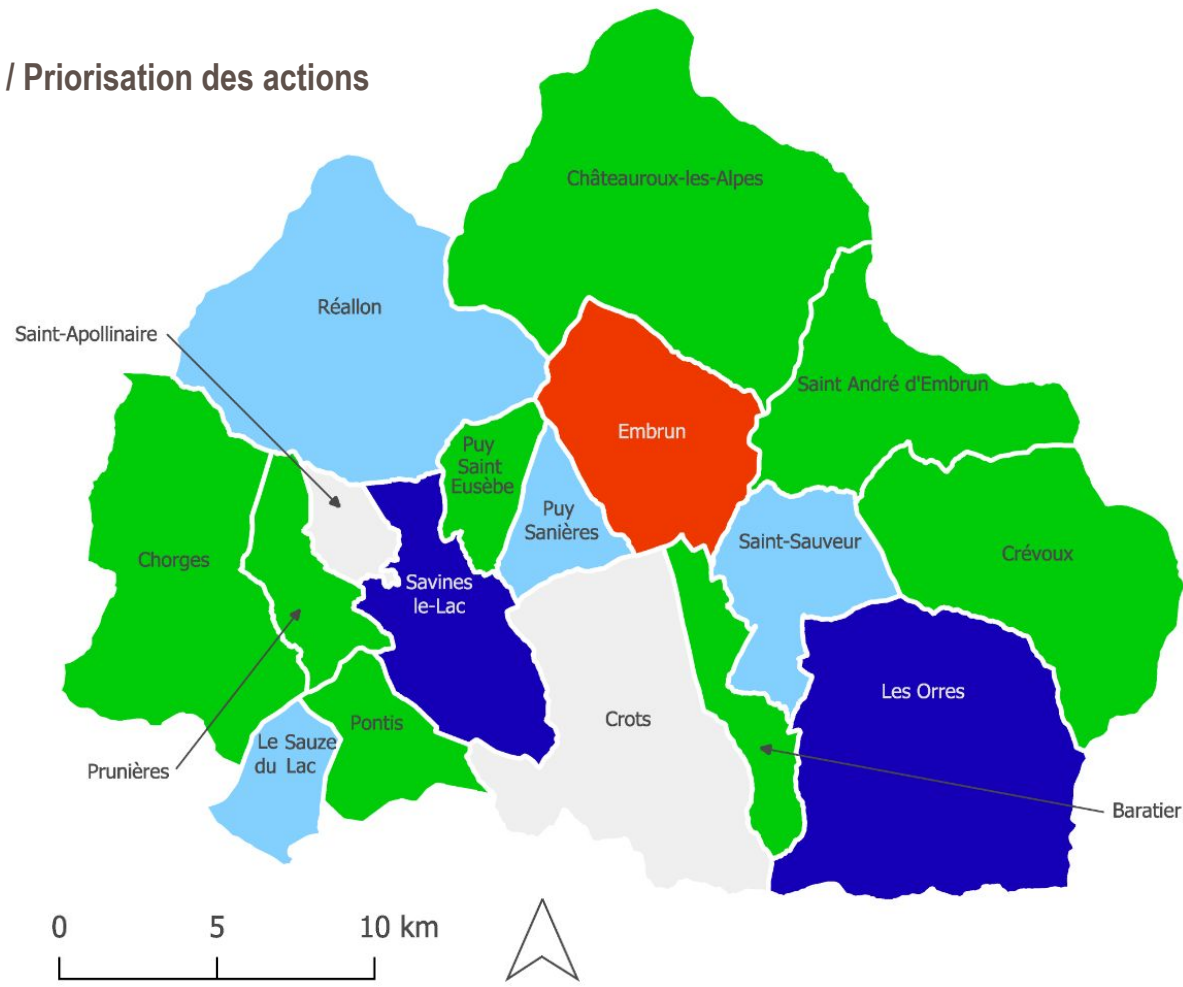 / Priorisation des actions
Châteauroux-les-Alpes
Réallon
Saint-Apollinaire
Saint André d'Embrun
Embrun
Puy
Saint
Eusèbe
Puy
Sanières
Saint-Sauveur
Crévoux
Chorges
Savines
le-Lac
Les Orres
Crots
Pontis
Le Sauze
du Lac
Prunières
Baratier
0 5 10 km